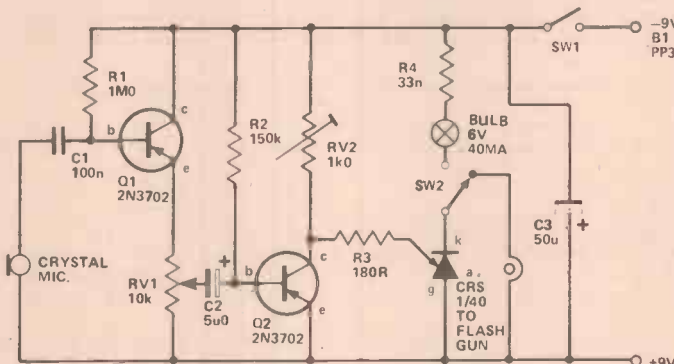 R1
1M0
C1
100n
b
c
e
Q1
2N3702
CRYSTAL
MIC.
RV1
10k
C2
5u0
+
R2
150k
RV2
1k0
b
c
e
Q2
2N3702
R3
180R
R4
33n
BULB
6V
40MA
SW2
k
a.
g
CRS
1/40
TO
FLASH
GUN
C3
50u
+
SW1
−9V
B1
PP3
+9V